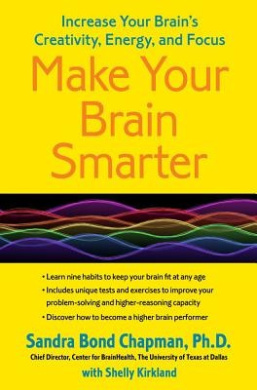 Increase Your Brain's
Creativity, Energy, and Focus
Make Your
Brain
Smarter
• Learn nine habits to keep your brain fit at any age
• Includes unique tests and exercises to improve your
problem-solving and higher-reasoning capacity
• Discover how to become a higher brain performer
Sandra Bond Chapman, Ph.D.
Chief Director, Center for BrainHealth, The University of Texas at Dallas
with Shelly Kirkland